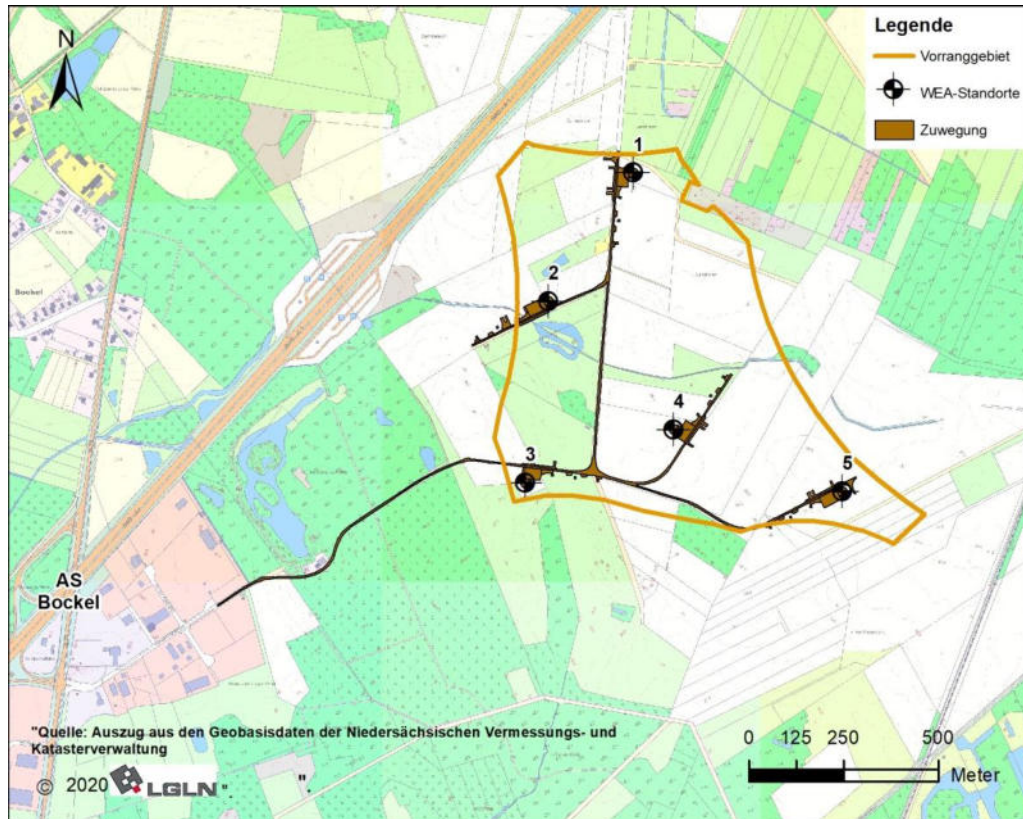 N
Legende
Vorranggebiet
WEA-Standorte
Zuwegung
1
2
3
4
5
Bockel
AS
Bockel
"Quelle: Auszug aus den Geobasisdaten der Niedersächsischen Vermessungs- und
Katasterverwaltung
© 2020 LGLN".
".
0 125 250 500
Meter